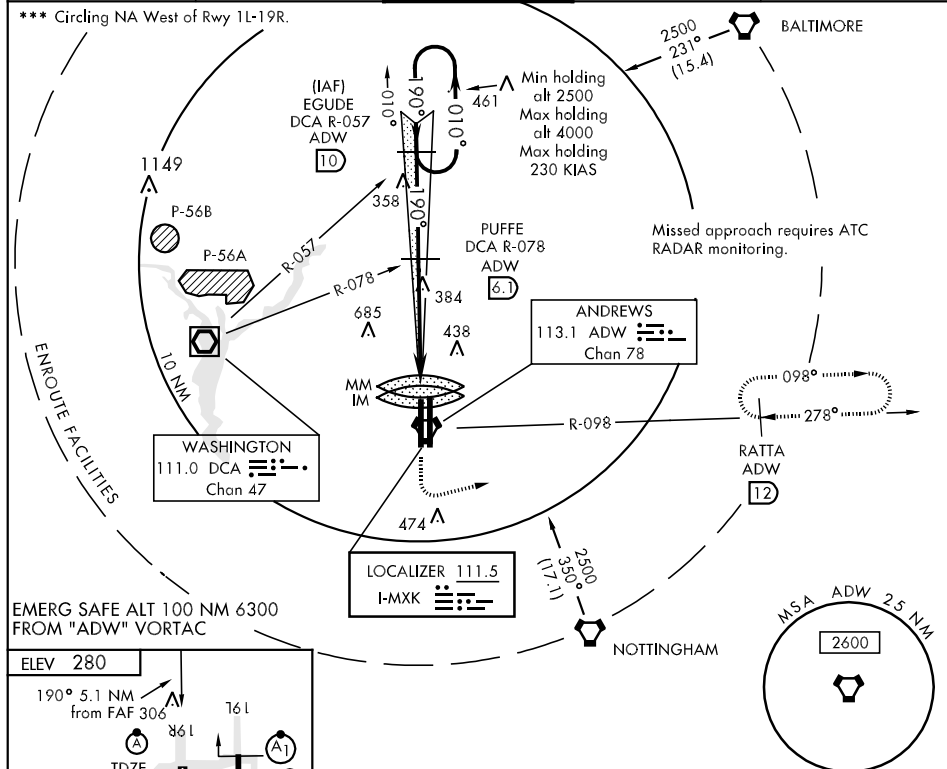 *** Circling NA West of Rwy 1L-19R.
2500
231°
(15.4)
BALTIMORE
(IAF)
EGUDE
DCA R-057
ADW
10
010°
190°
010°
461
Min holding
alt 2500
Max holding
alt 4000
Max holding
230 KIAS
1149
358
190°
P-56B
P-56A
R-057
R-078
PUFFE
DCA R-078
ADW
6.1
Missed approach requires ATC
RADAR monitoring.
384
685
438
ANDREWS
113.1 ADW
Chan 78
10 NM
ENROUTE FACILITIES
MM
IM
098°
278°
R-098
RATTA
ADW
12
WASHINGTON
111.0 DCA
Chan 47
474
2500
350°
(17.1)
LOCALIZER 111.5
I-MXK
NOTTINGHAM
EMERG SAFE ALT 100 NM 6300
FROM "ADW" VORTAC
MSA ADW 25 NM
2600
ELEV 280
190° 5.1 NM
from FAF 306
19R
19L
A
A1
TDZE